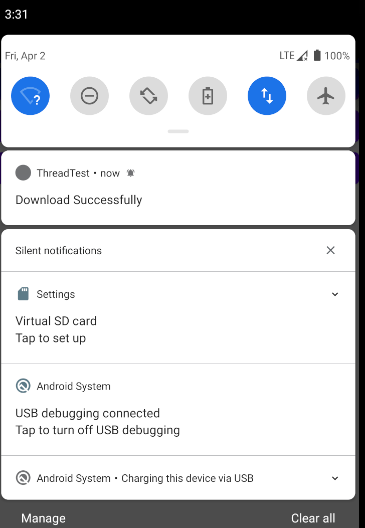 3:31
Fri, Apr 2 LTE 100%
?
ThreadTest • now
Download Successfully
Silent notifications
Settings
Virtual SD card
Tap to set up
Android System
USB debugging connected
Tap to turn off USB debugging
Android System • Charging this device via USB
Manage Clear all